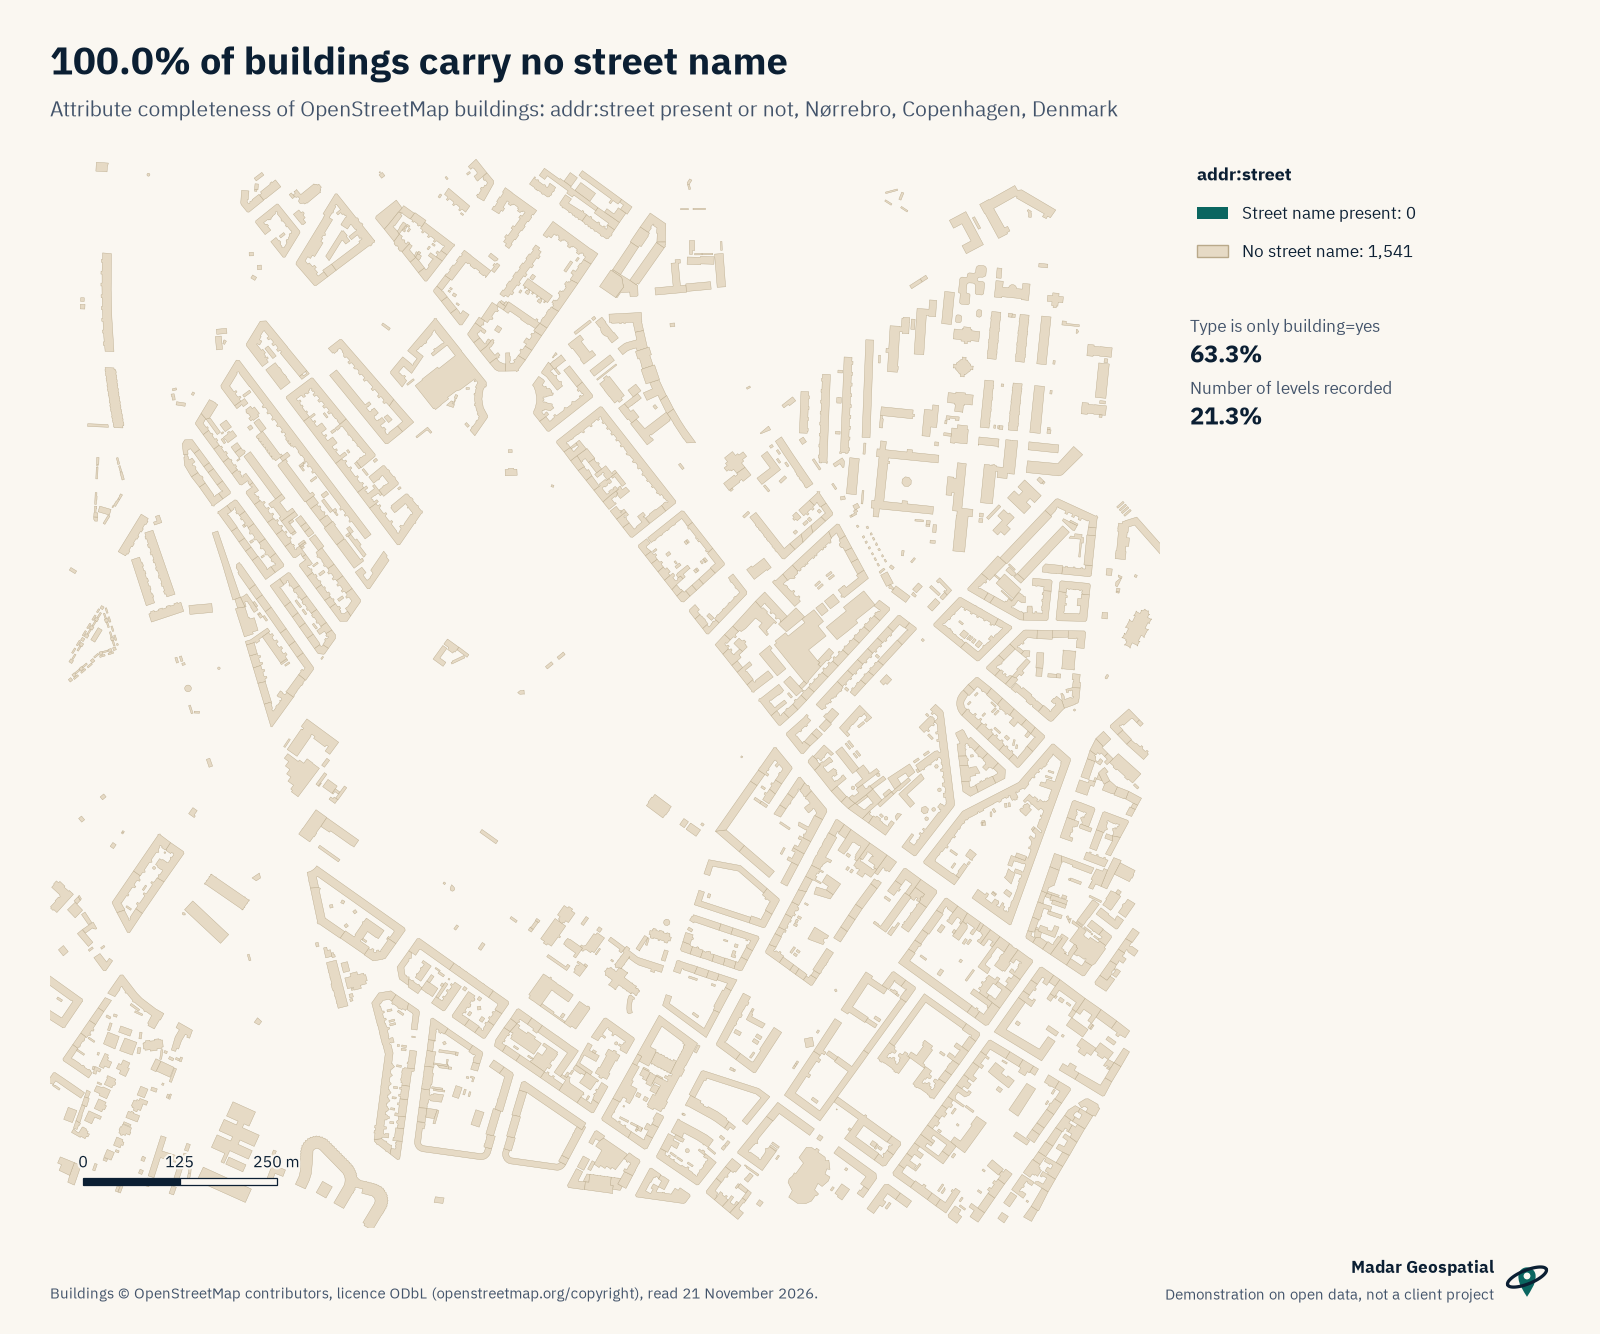 100.0% of buildings carry no street name
Attribute completeness of OpenStreetMap buildings: addr:street present or not, Nørrebro, Copenhagen, Denmark
addr:street
Street name present: 0
No street name: 1,541
Type is only building=yes
63.3%
Number of levels recorded
21.3%
0 125 250 m
Madar Geospatial
Buildings © OpenStreetMap contributors, licence ODbL (openstreetmap.org/copyright), read 21 November 2026.
Demonstration on open data, not a client project